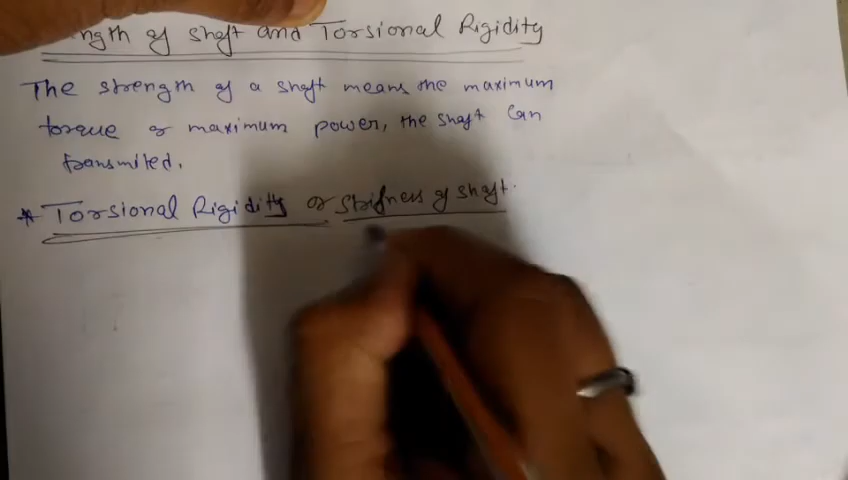 ngth of shaft and Torsional Rigidity
The strength of a shaft means the maximum
torque or maximum power, the shaft can
transmited.
* Torsional Rigidity or Stifness of shaft.